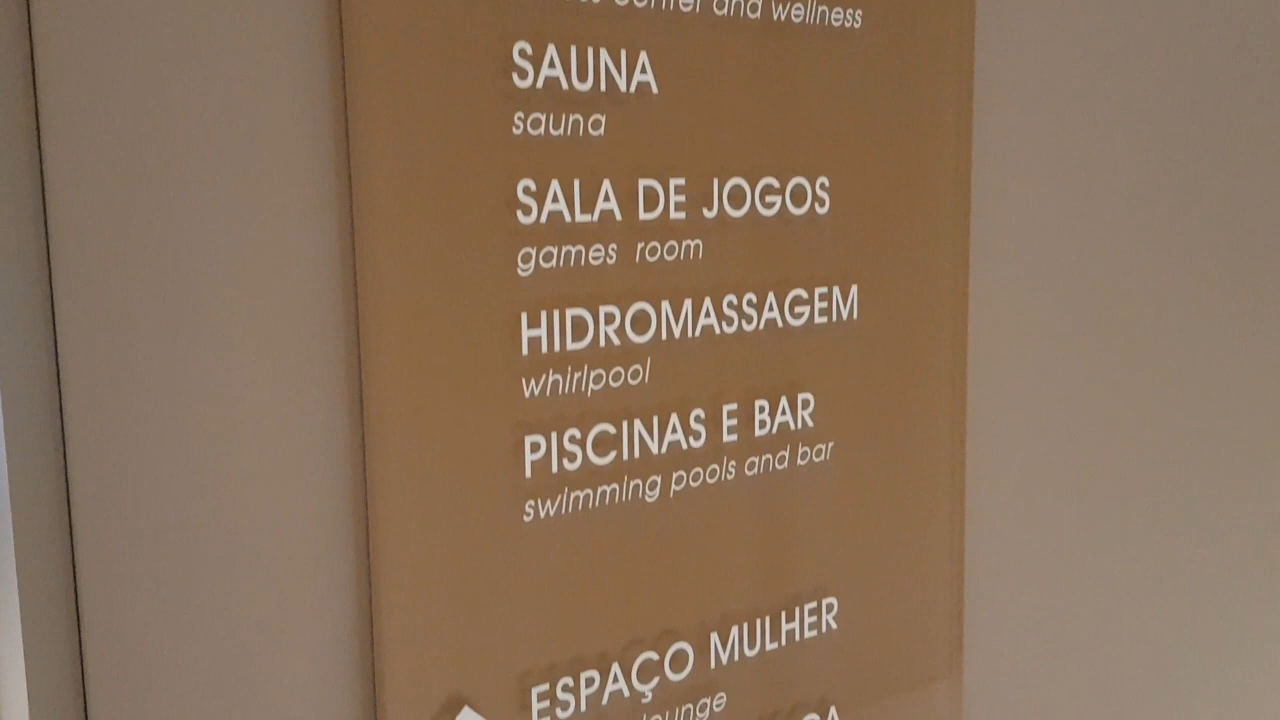 and wellness
SAUNA
sauna
SALA DE JOGOS
games room
HIDROMASSAGEM
whirlpool
PISCINAS E BAR
swimming pools and bar
ESPAÇO MULHER
lounge